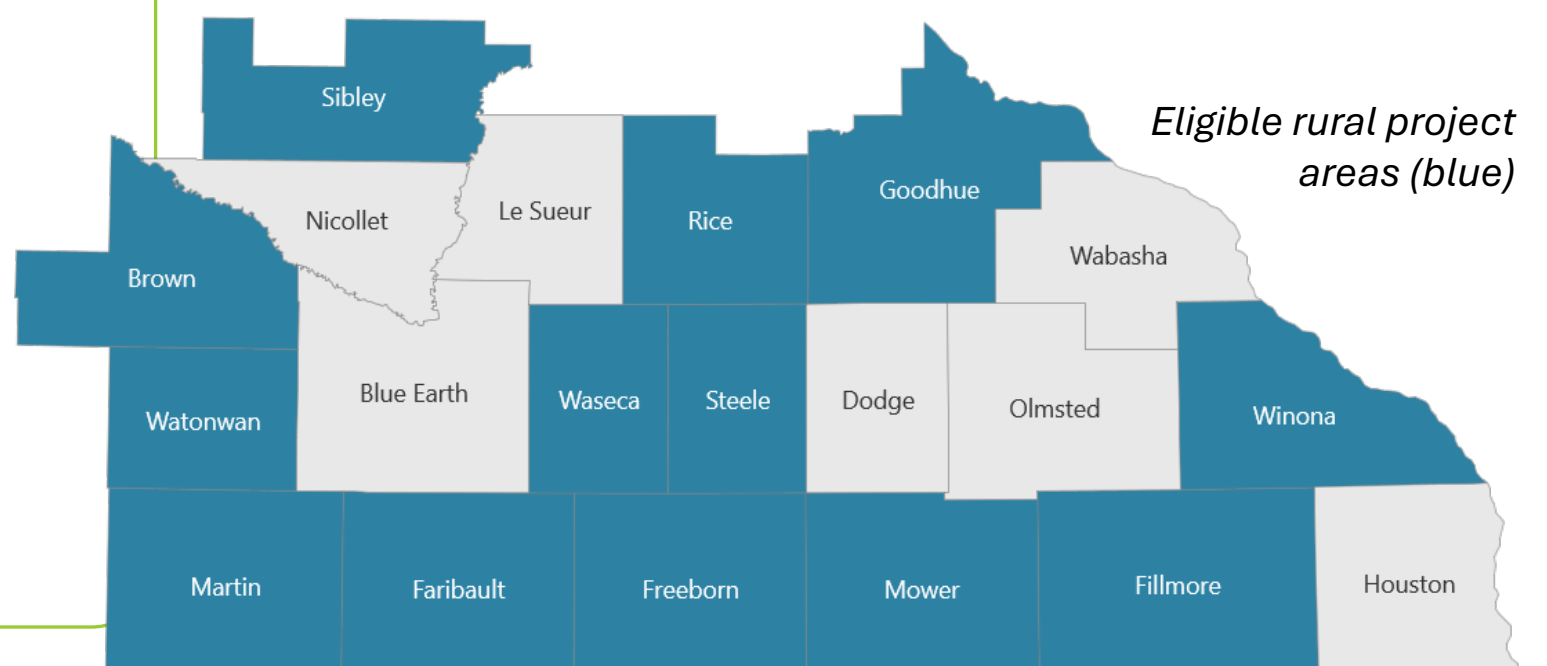 Sibley
Eligible rural project
areas (blue)
Goodhue
Le Sueur
Nicollet
Rice
Wabasha
Brown
Blue Earth
Waseca
Steele
Dodge
Olmsted
Winona
Watonwan
Martin
Faribault
Freeborn
Mower
Fillmore
Houston